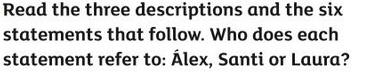 Read the three descriptions and the six
statements that follow. Who does each
statement refer to: Álex, Santi or Laura?